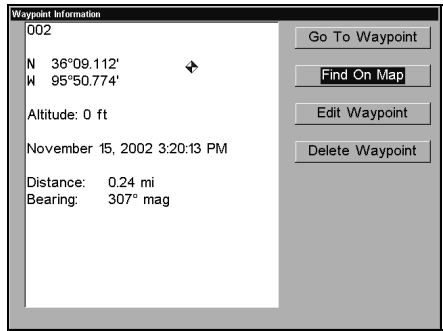 Waypoint Information
002
N 36°09.112'
W 95°50.774'
Altitude: 0 ft
November 15, 2002 3:20:13 PM
Distance: 0.24 mi
Bearing: 307° mag
Go To Waypoint
Find On Map
Edit Waypoint
Delete Waypoint